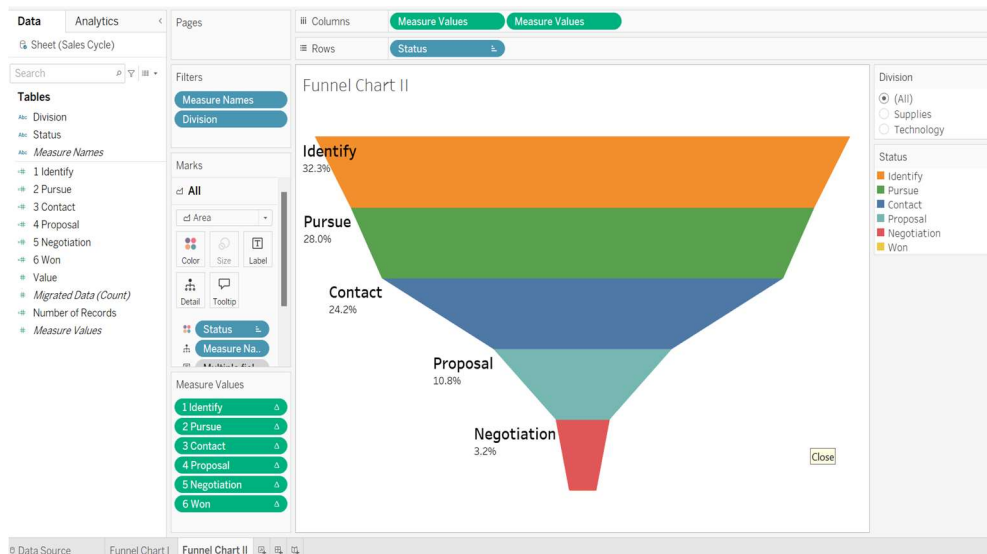 Data
Analytics
Sheet (Sales Cycle)
Search
Tables
Abc Division
Abc Status
Abc Measure Names
# 1 Identify
# 2 Pursue
# 3 Contact
# 4 Proposal
# 5 Negotiation
# 6 Won
# Value
# Migrated Data (Count)
# Number of Records
# Measure Values
Pages
Filters
Measure Names
Division
Marks
All
Area
Color
Size
T
Label
Detail
Tooltip
Status
Measure Na..
Measure Values
1 Identify
2 Pursue
3 Contact
4 Proposal
5 Negotiation
6 Won
Columns
Measure Values
Measure Values
Rows
Status
Funnel Chart II
Identify
32.3%
Pursue
28.0%
Contact
24.2%
Proposal
10.8%
Negotiation
3.2%
Close
Division
(All)
Supplies
Technology
Status
Identify
Pursue
Contact
Proposal
Negotiation
Won
Data Source
Funnel Chart I
Funnel Chart II